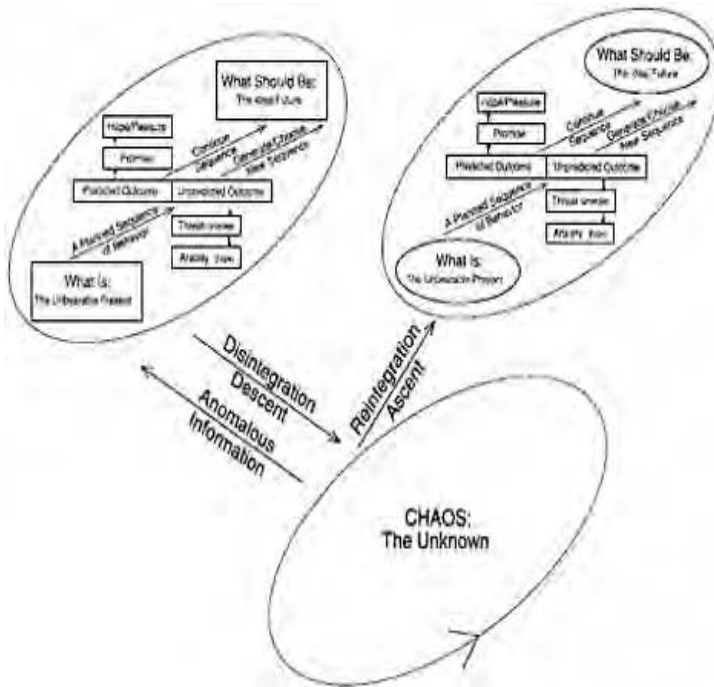 What Should Be:
The Ideal Future
Hope/Pleasure
Promise
Continue
Sequence
Generate/Choose
New Sequence
Predicted Outcome
Unpredicted Outcome
A Planned Sequence
of Behavior
Threat
Anxiety
What Is:
The Unbearable Present
What Should Be:
The Ideal Future
Hope/Pleasure
Promise
Continue
Sequence
Generate/Choose
New Sequence
Predicted Outcome
Unpredicted Outcome
A Planned Sequence
of Behavior
Threat
Anxiety
What Is:
The Unbearable Present
Disintegration
Descent
Anomalous
Information
Reintegration
Ascent
CHAOS:
The Unknown